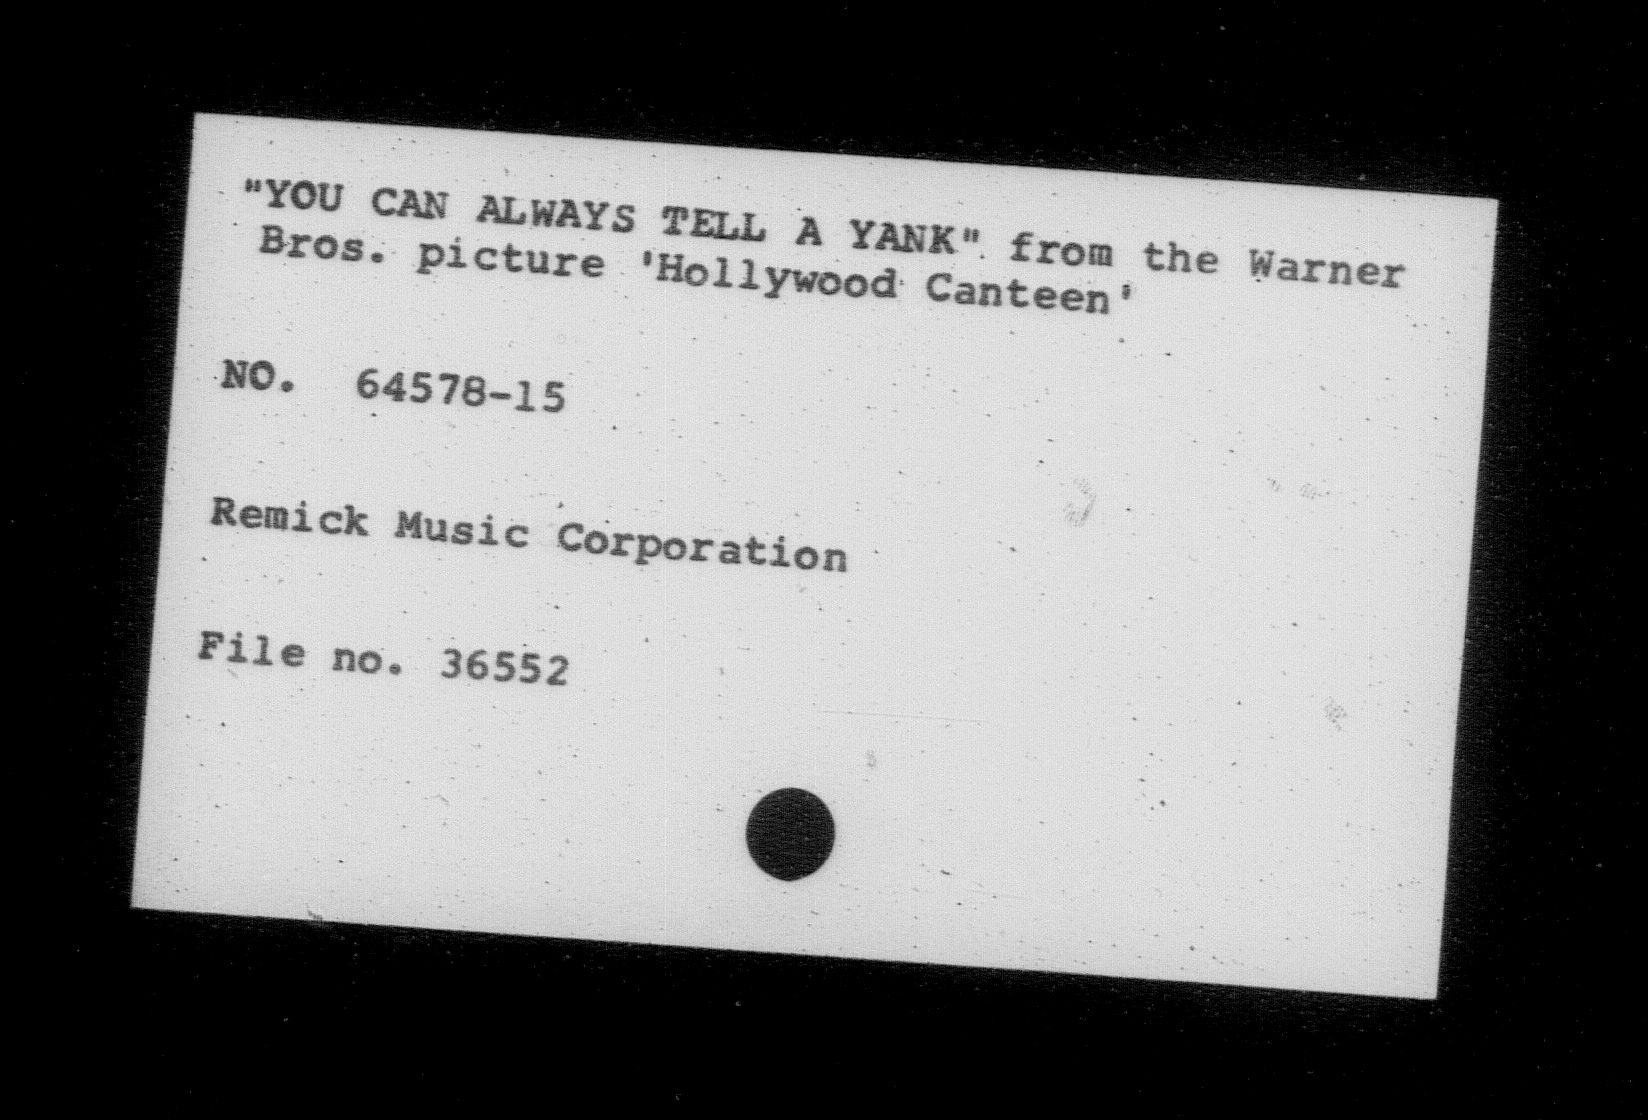 "YOU CAN ALWAYS TELL A YANK" from the Warner
Bros. picture 'Hollywood Canteen'
NO. 64578-15
Remick Music Corporation
File no. 36552